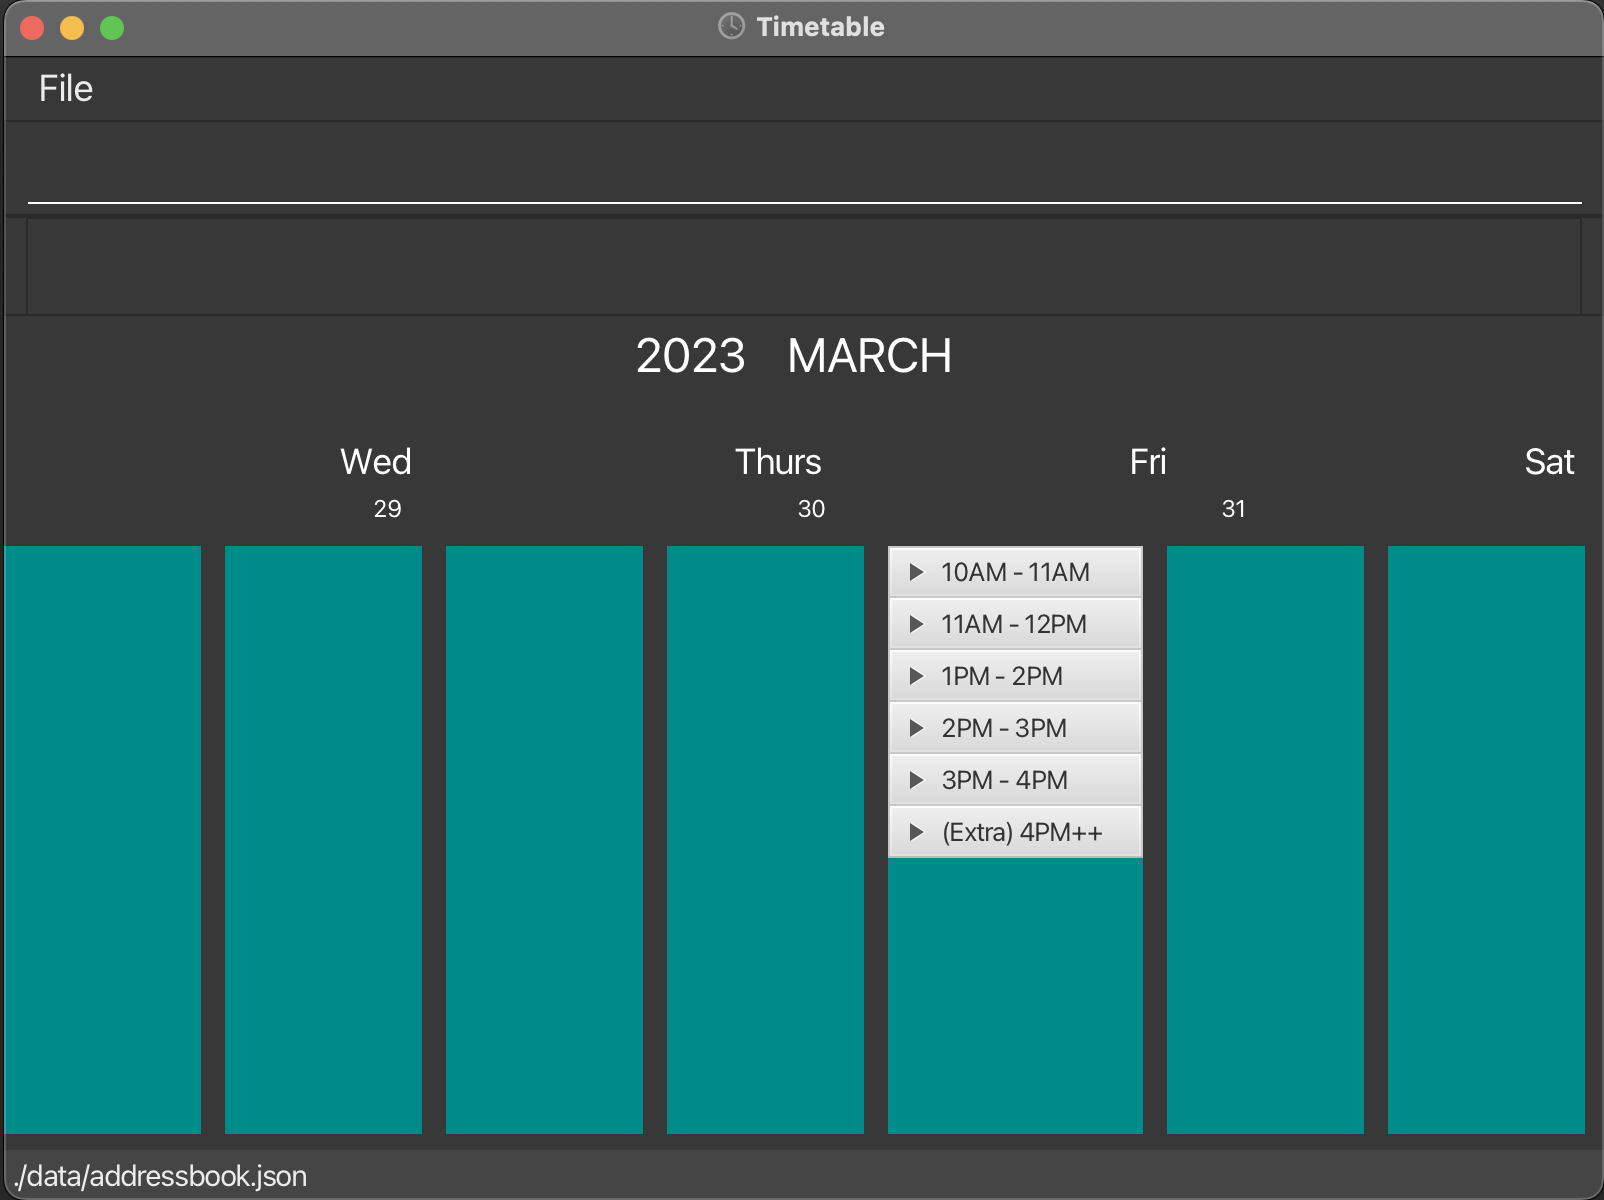 Timetable
File
2023 MARCH
Wed Thurs Fri Sat
29 30 31
10AM - 11AM
11AM - 12PM
1PM - 2PM
2PM - 3PM
3PM - 4PM
(Extra) 4PM++
./data/addressbook.json